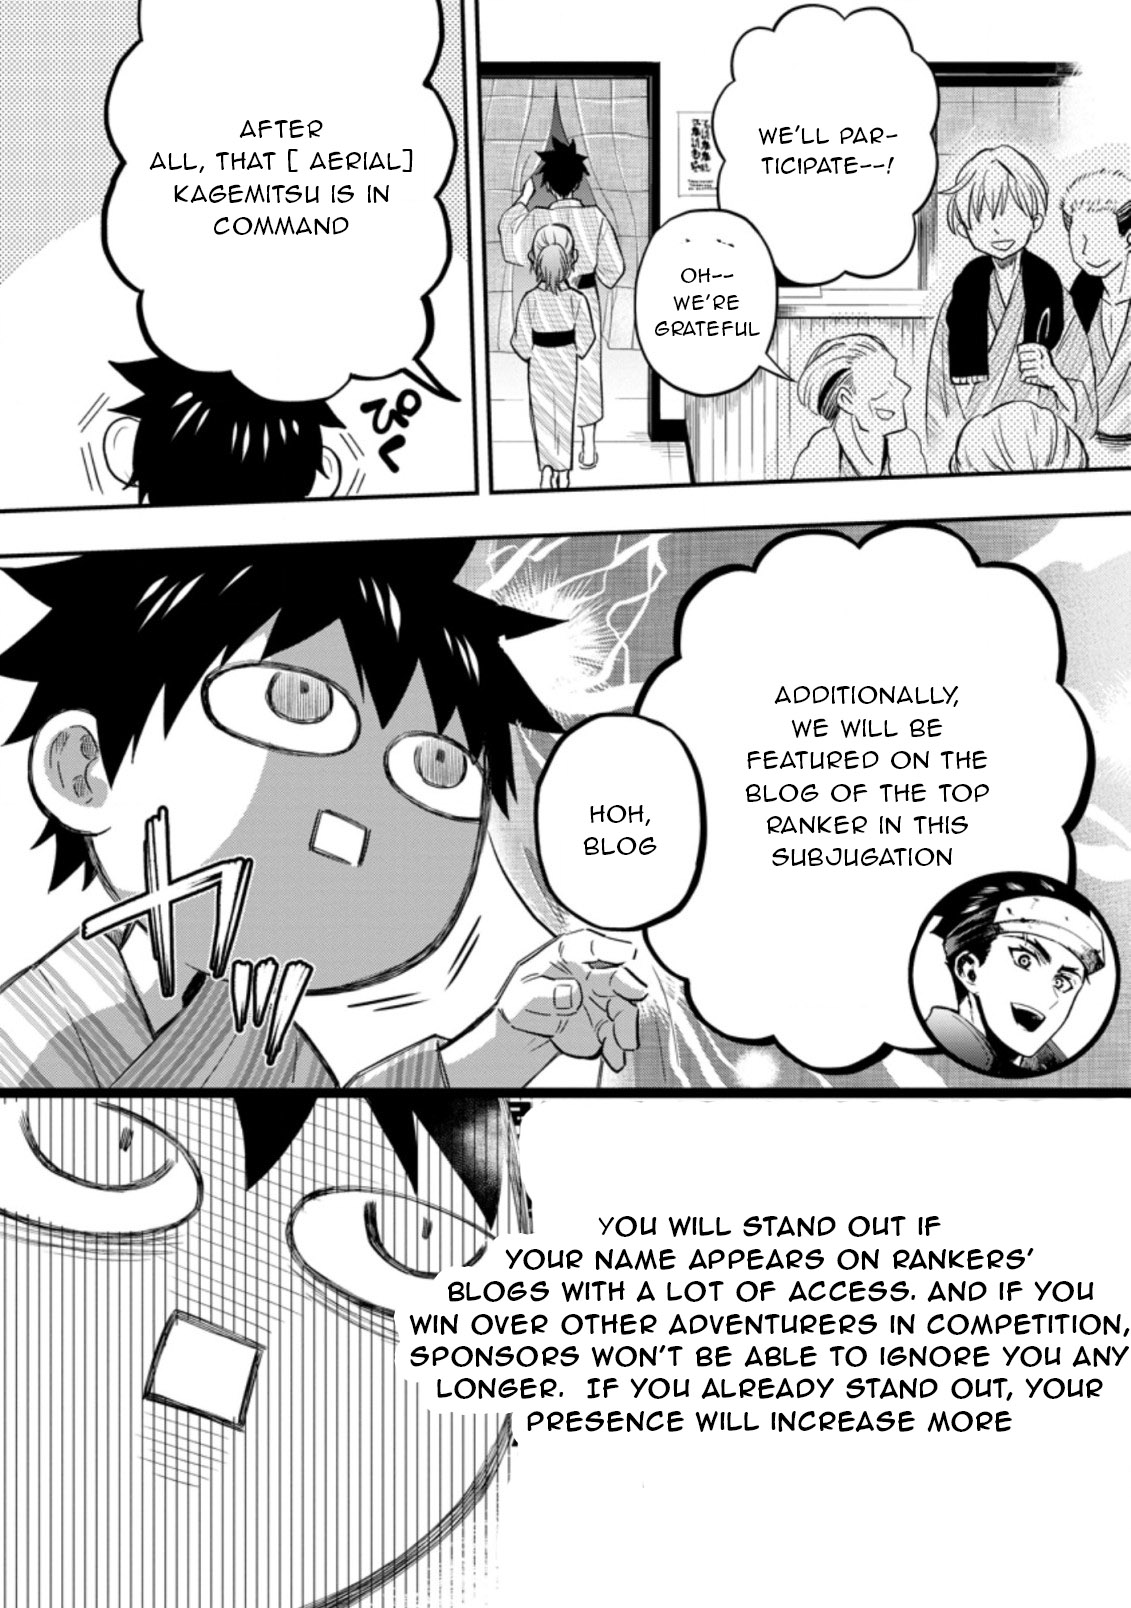 WE'LL PAR-
TICIPATE--!
OH--
WE'RE
GRATEFUL
AFTER
ALL, THAT [ AERIAL]
KAGEMITSU IS IN
COMMAND
ぴく
ADDITIONALLY,
WE WILL BE
FEATURED ON THE
BLOG OF THE TOP
RANKER IN THIS
SUBJUGATION
HOH,
BLOG
YOU WILL STAND OUT IF
YOUR NAME APPEARS ON RANKERS'
BLOGS WITH A LOT OF ACCESS. AND IF YOU
WIN OVER OTHER ADVENTURERS IN COMPETITION,
SPONSORS WON'T BE ABLE TO IGNORE YOU ANY
LONGER. IF YOU ALREADY STAND OUT, YOUR
PRESENCE WILL INCREASE MORE